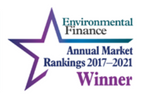 Environmental
Finance
Annual Market
Rankings 2017–2021
Winner